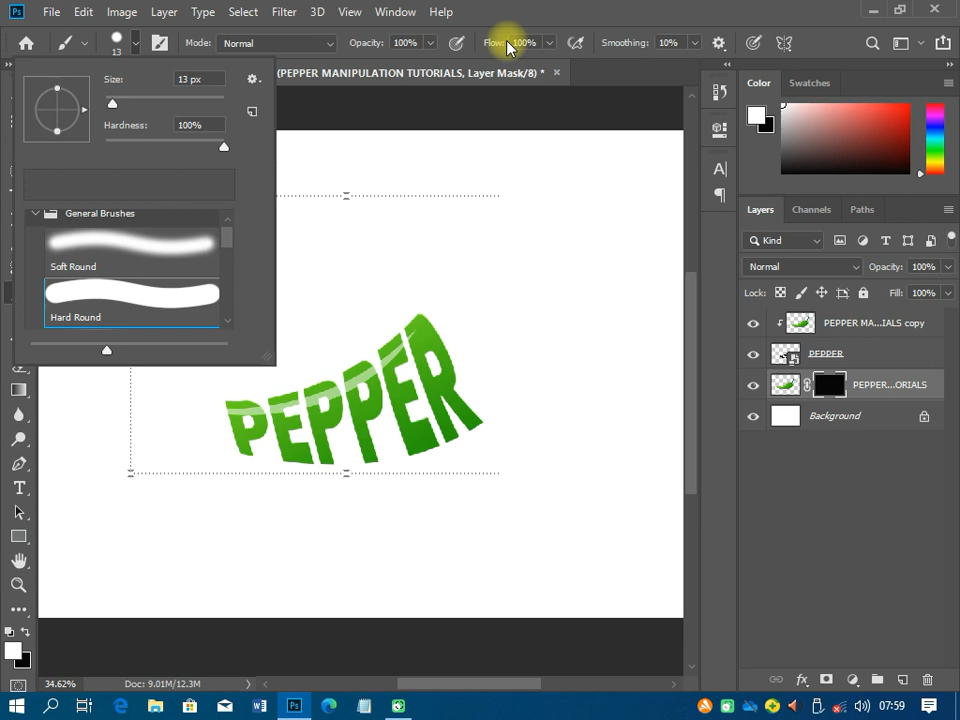 Ps File Edit Image Layer Type Select Filter 3D View Window Help
13 Mode: Normal Opacity: 100% Flow: 100% Smoothing: 10%
(PEPPER MANIPULATION TUTORIALS, Layer Mask/8) * ×
Size: 13 px
Hardness: 100%
General Brushes
Soft Round
Hard Round
PEPPER
Color Swatches
Layers Channels Paths
Kind
Normal Opacity: 100%
Lock: Fill: 100%
PEPPER MA...IALS copy
PEPPER
PEPPER...ORIALS
Background
34.62% Doc: 9.01M/12.3M
07:59